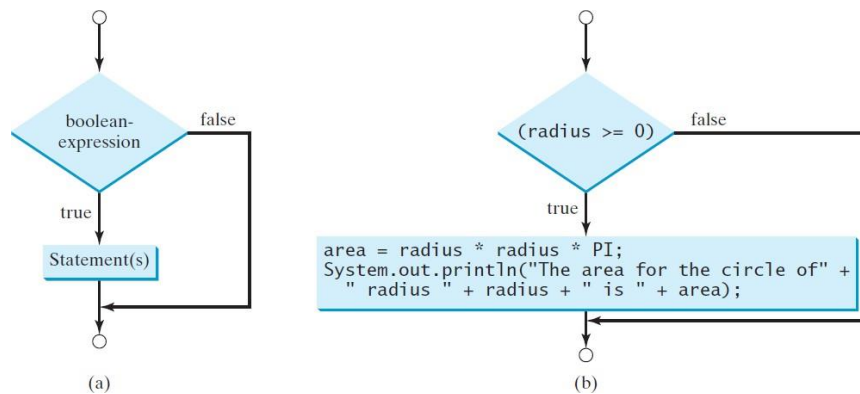 boolean-
expression
false
true
Statement(s)
(a)
(radius >= 0)
false
true
area = radius * radius * PI;
System.out.println("The area for the circle of" +
" radius " + radius + " is " + area);
(b)